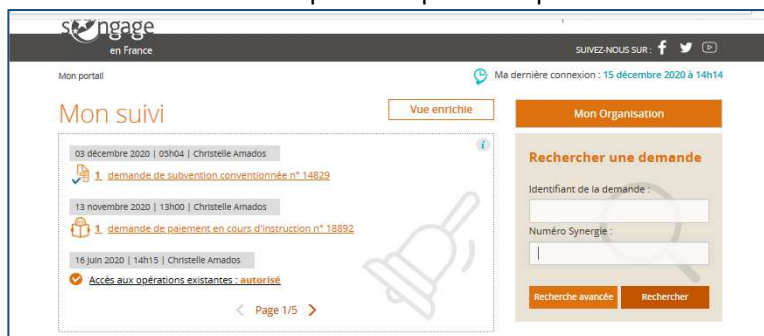 s'engage
en France
SUIVEZ-NOUS SUR :
Mon portail
Ma dernière connexion : 15 décembre 2020 à 14h14
Mon suivi
Vue enrichie
03 décembre 2020 | 05h04 | Christelle Amados
1 demande de subvention conventionnée n° 14829
13 novembre 2020 | 13h00 | Christelle Amados
1 demande de paiement en cours d'instruction n° 18892
16 juin 2020 | 14h15 | Christelle Amados
Accès aux opérations existantes : autorisé
Page 1/5
Mon Organisation
Rechercher une demande
Identifiant de la demande :
Numéro Synergie :
Recherche avancée Rechercher